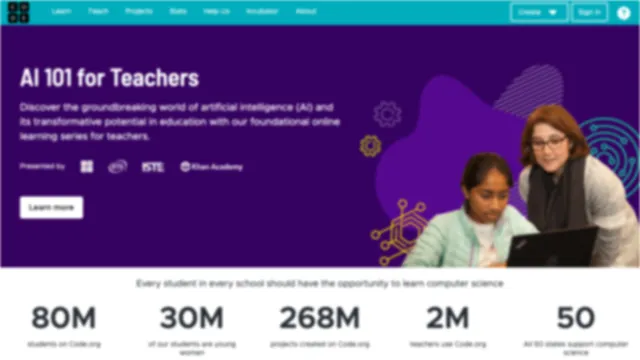 Learn Teach Projects Stats Help Us Incubator About Create Sign in ?
AI 101 for Teachers
Discover the groundbreaking world of artificial intelligence (AI) and
its transformative potential in education with our foundational online
learning series for teachers.
Presented by ISTE Khan Academy
Learn more
Every student in every school should have the opportunity to learn computer science
80M 30M 268M 2M 50
students on Code.org of our students are young projects created on Code.org teachers use Code.org All 50 states support computer
women science